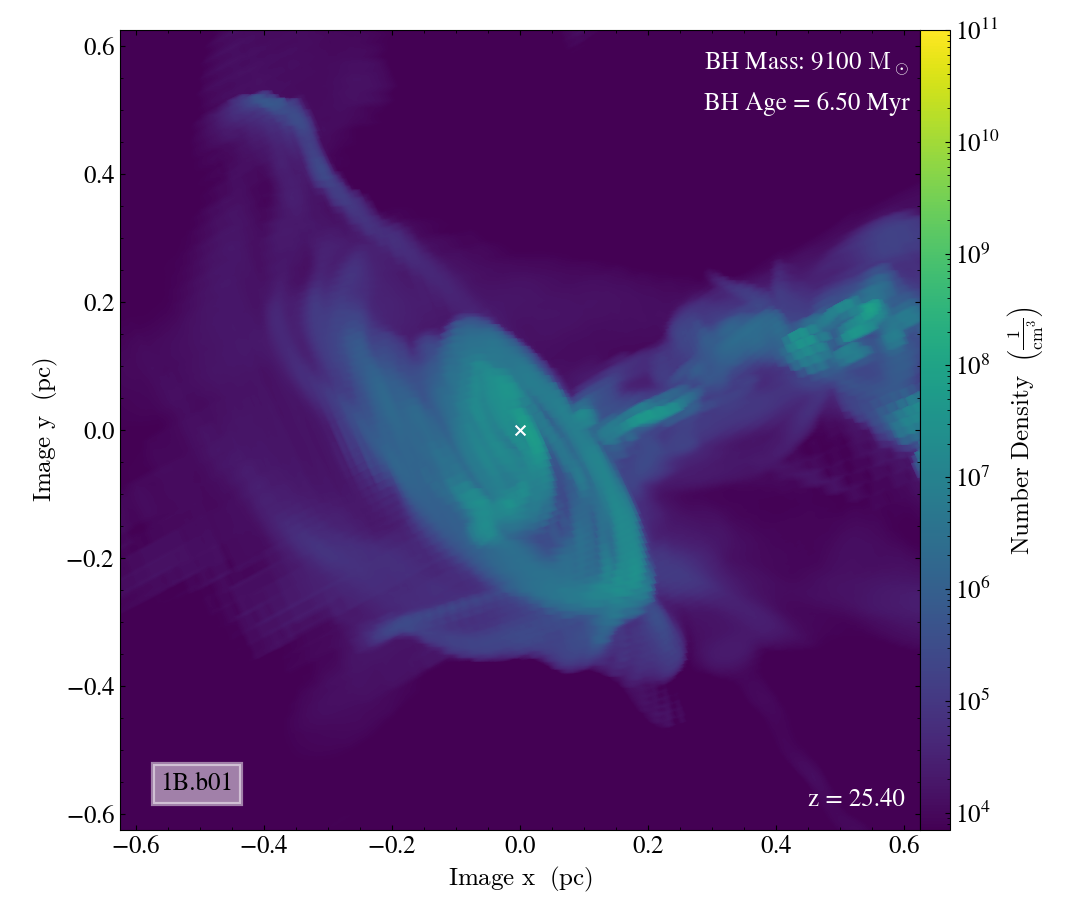 BH Mass: 9100 M☉
BH Age = 6.50 Myr
1B.b01
z = 25.40
0.6
0.4
0.2
0.0
−0.2
−0.4
−0.6
Image y (pc)
−0.6 −0.4 −0.2 0.0 0.2 0.4 0.6
Image x (pc)
10¹¹
10¹⁰
10⁹
10⁸
10⁷
10⁶
10⁵
10⁴
Number Density (1/cm³)